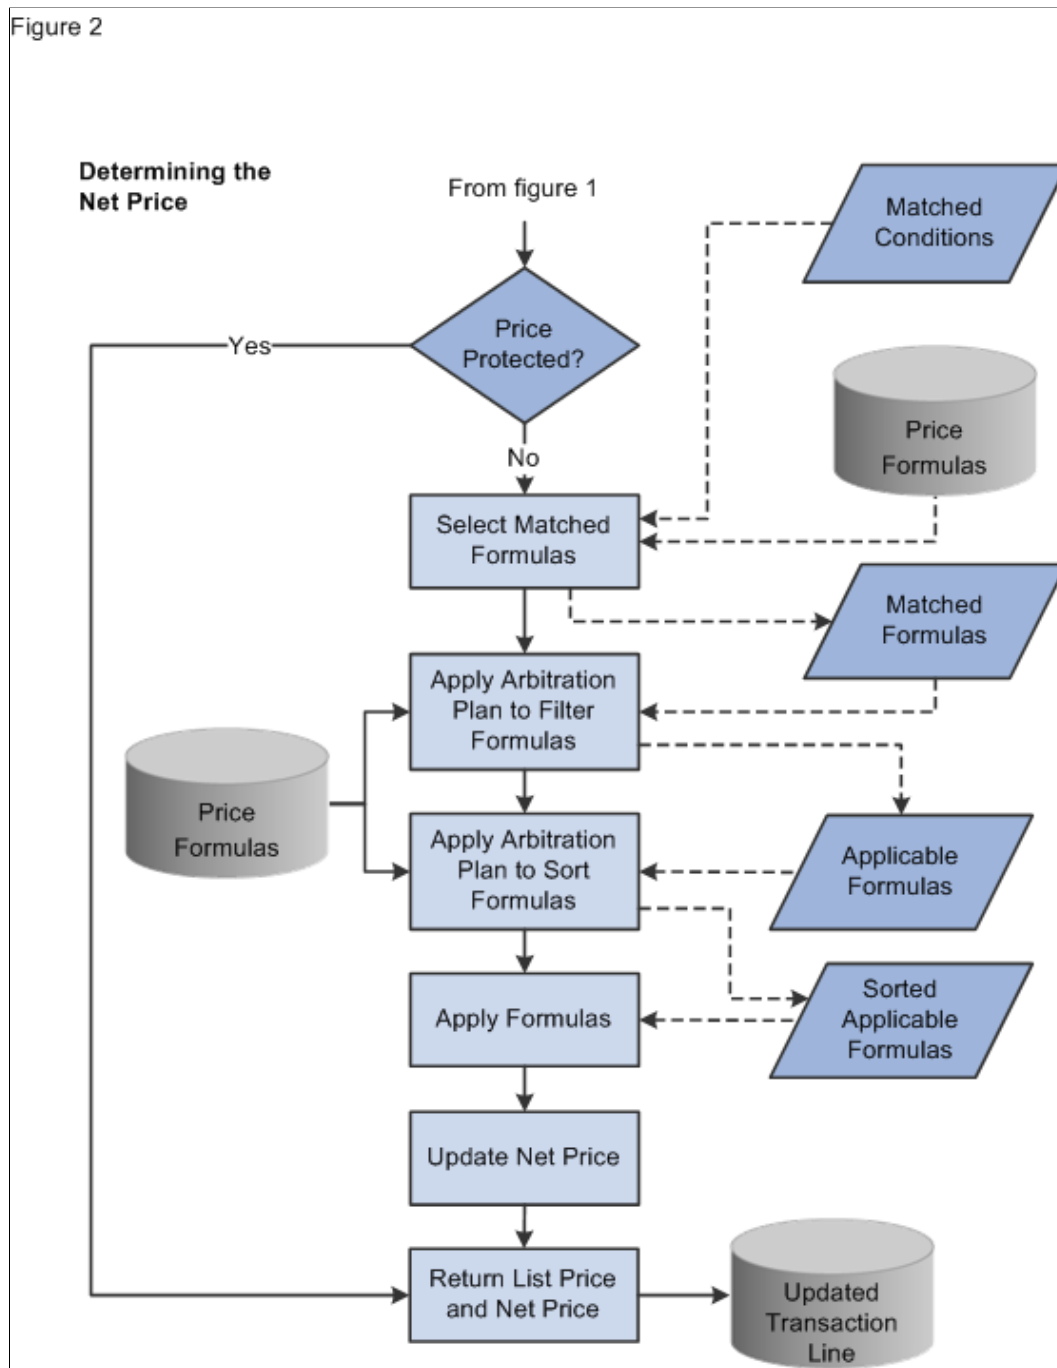 Figure 2
Determining the
Net Price
From figure 1
Matched
Conditions
Price
Protected?
Yes
No
Price
Formulas
Select Matched
Formulas
Matched
Formulas
Apply Arbitration
Plan to Filter
Formulas
Price
Formulas
Apply Arbitration
Plan to Sort
Formulas
Applicable
Formulas
Sorted
Applicable
Formulas
Apply Formulas
Update Net Price
Return List Price
and Net Price
Updated
Transaction
Line